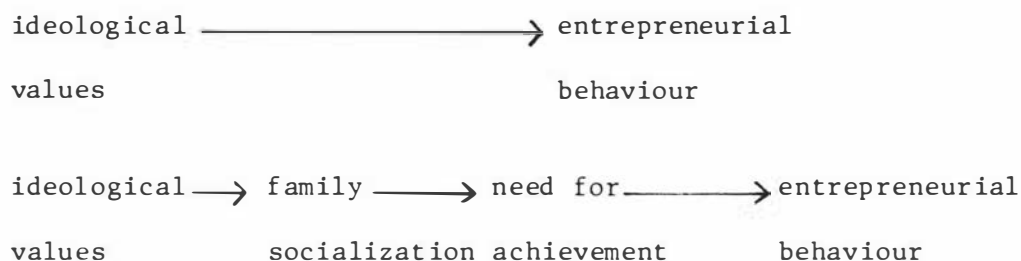 ideological → entrepreneurial
values behaviour
ideological → family → need for → entrepreneurial
values socialization achievement behaviour